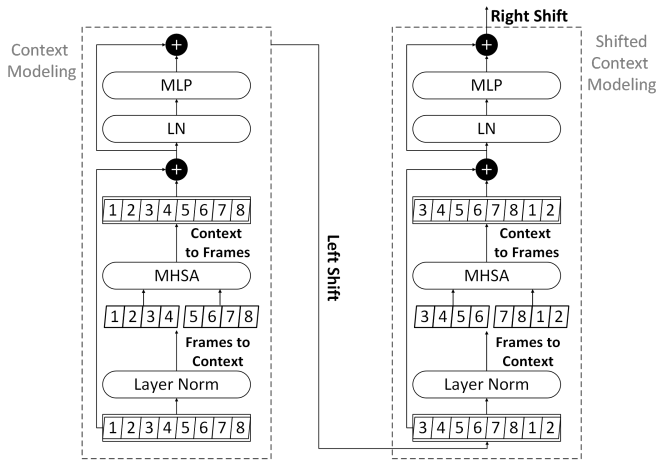 Context
Modeling
+
MLP
LN
+
1 2 3 4 5 6 7 8
Context
to Frames
MHSA
1 2 3 4 5 6 7 8
Frames to
Context
Layer Norm
1 2 3 4 5 6 7 8
Left Shift
Right Shift
Shifted
Context
Modeling
+
MLP
LN
+
3 4 5 6 7 8 1 2
Context
to Frames
MHSA
3 4 5 6 7 8 1 2
Frames to
Context
Layer Norm
3 4 5 6 7 8 1 2